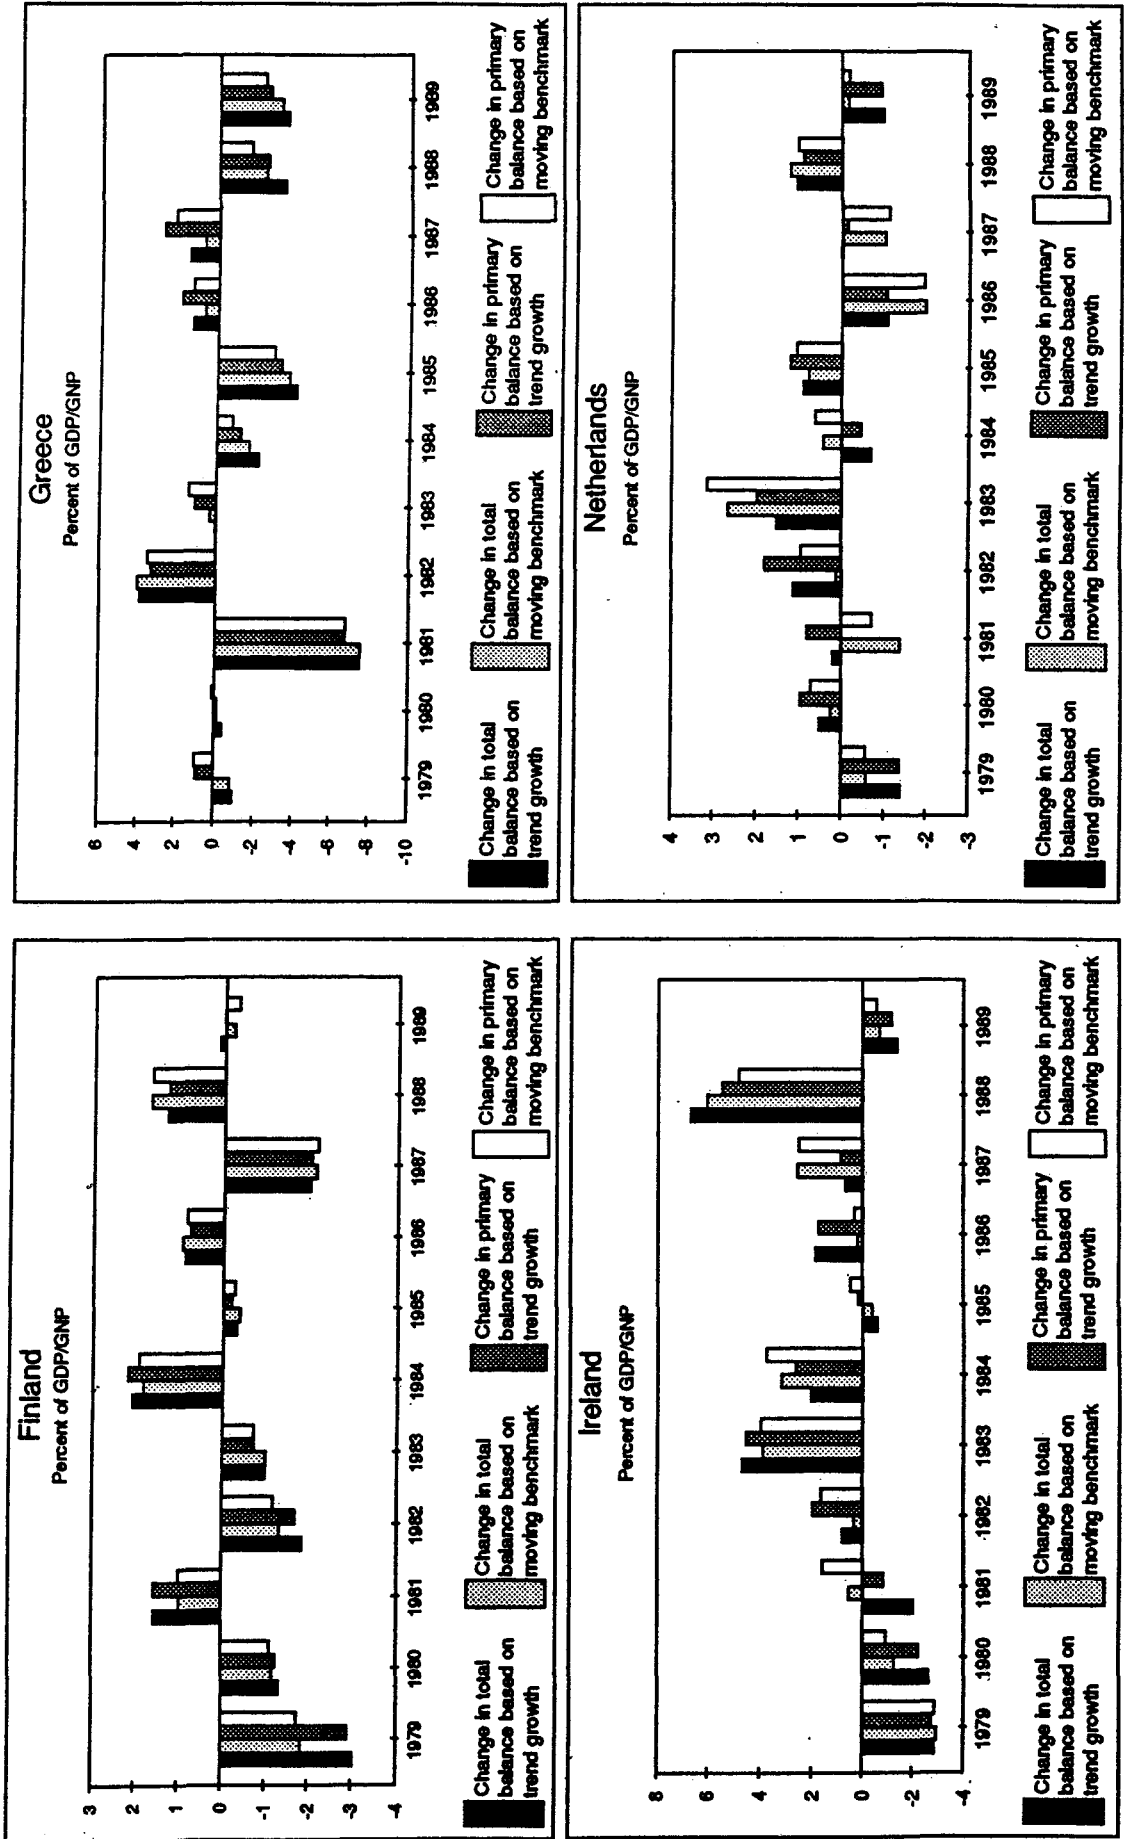 Finland
Percent of GDP/GNP
3
2
1
0
-1
-2
-3
-4
1979 1980 1981 1982 1983 1984 1985 1986 1987 1988 1989
Change in total
balance based on
trend growth
Change in total
balance based on
moving benchmark
Change in primary
balance based on
trend growth
Change in primary
balance based on
moving benchmark
Greece
Percent of GDP/GNP
6
4
2
0
-2
-4
-6
-8
-10
1979 1980 1981 1982 1983 1984 1985 1986 1987 1988 1989
Change in total
balance based on
trend growth
Change in total
balance based on
moving benchmark
Change in primary
balance based on
trend growth
Change in primary
balance based on
moving benchmark
Ireland
Percent of GDP/GNP
8
6
4
2
0
-2
-4
1979 1980 1981 1982 1983 1984 1985 1986 1987 1988 1989
Change in total
balance based on
trend growth
Change in total
balance based on
moving benchmark
Change in primary
balance based on
trend growth
Change in primary
balance based on
moving benchmark
Netherlands
Percent of GDP/GNP
4
3
2
1
0
-1
-2
-3
1979 1980 1981 1982 1983 1984 1985 1986 1987 1988 1989
Change in total
balance based on
trend growth
Change in total
balance based on
moving benchmark
Change in primary
balance based on
trend growth
Change in primary
balance based on
moving benchmark